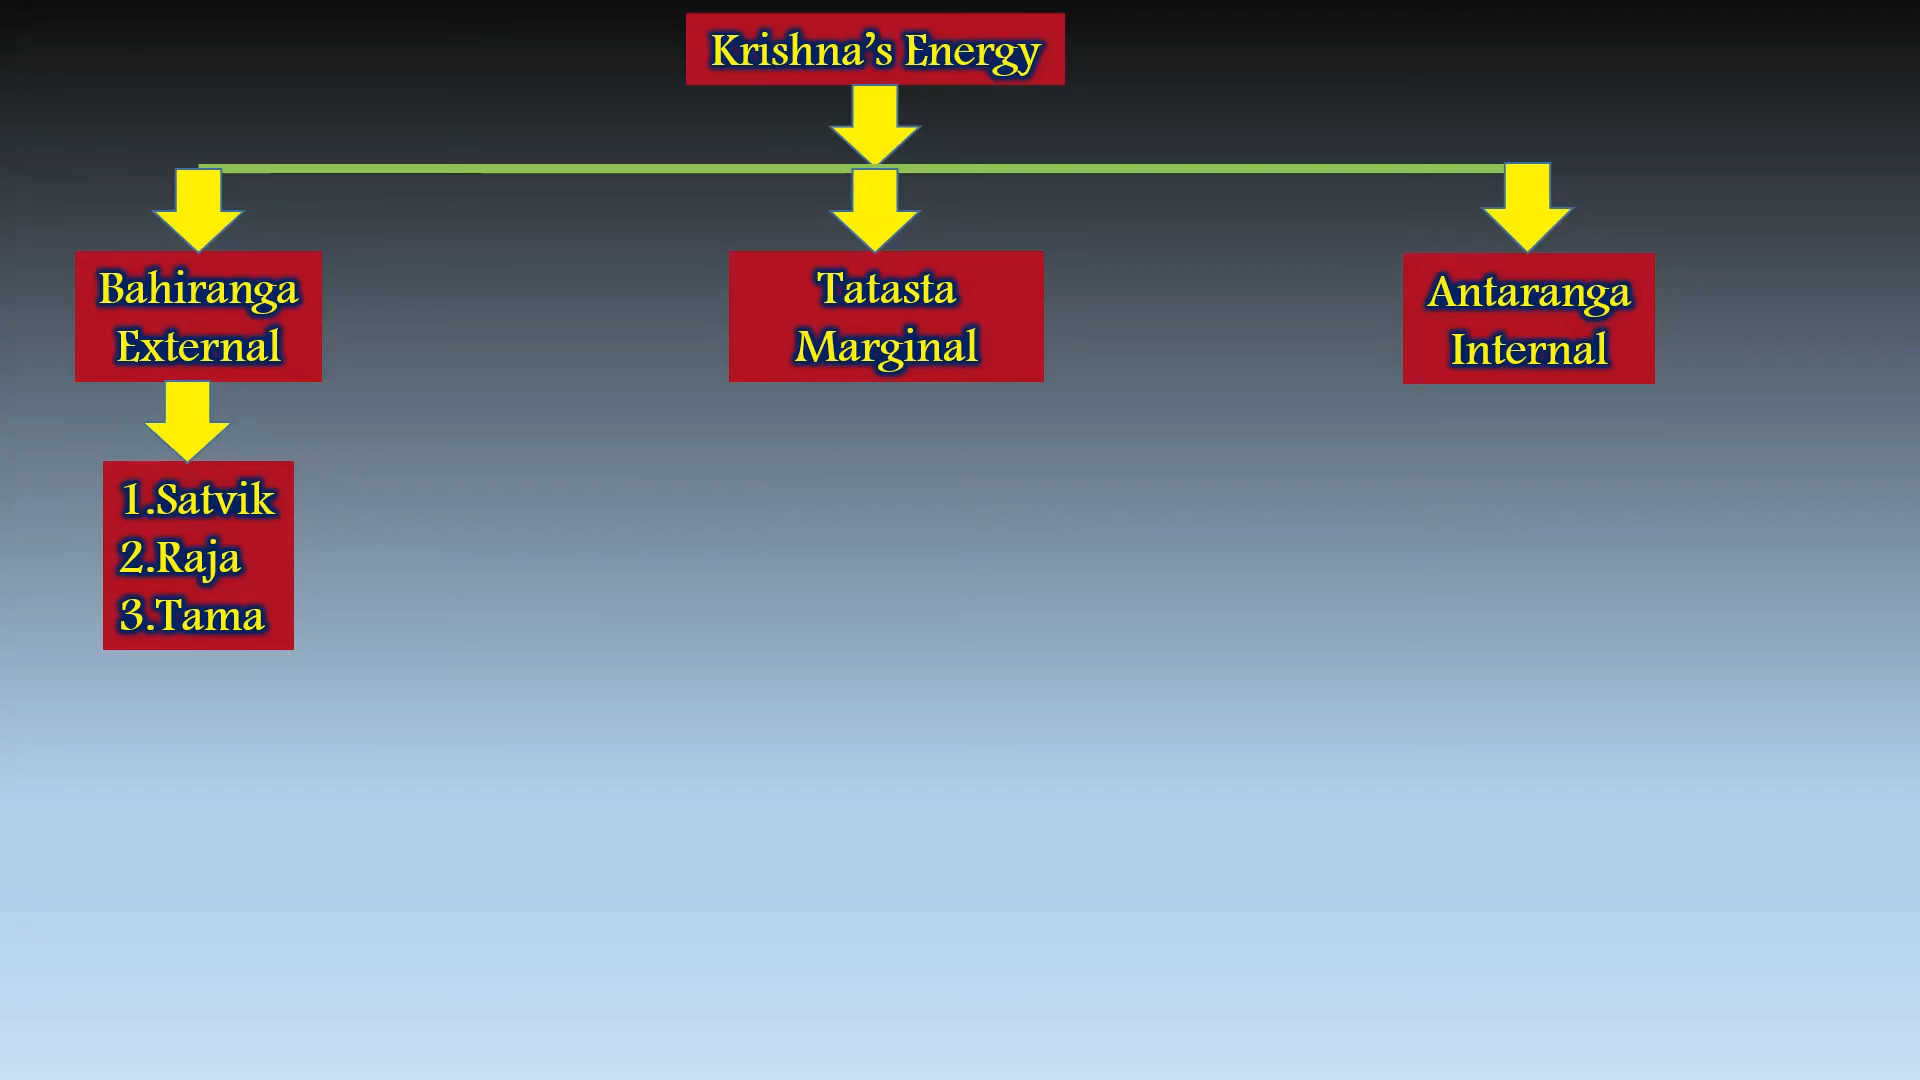 Krishna’s Energy
Bahiranga
External
Tatasta
Marginal
Antaranga
Internal
1.Satvik
2.Raja
3.Tama